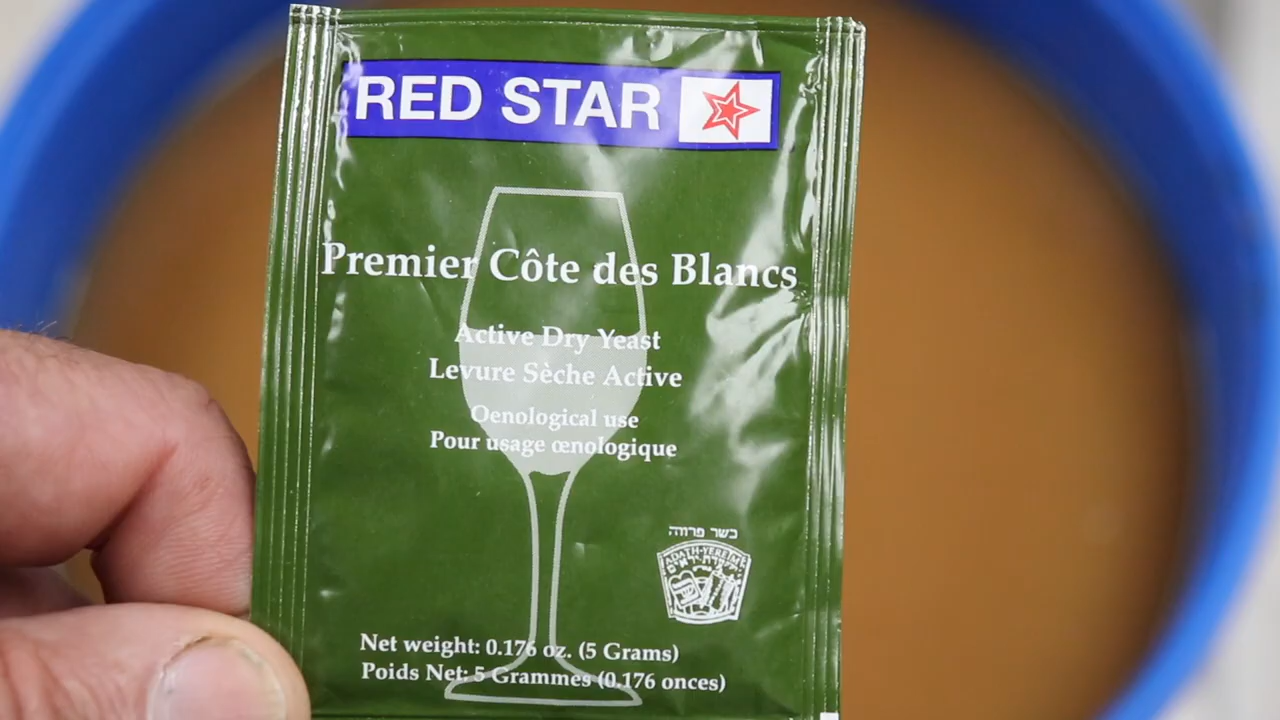 RED STAR
Premier Côte des Blancs
Active Dry Yeast
Levure Sèche Active
Oenological use
Pour usage œnologique
כשר פרווה
Net weight: 0.176 oz. (5 Grams)
Poids Net: 5 Grammes (0.176 onces)